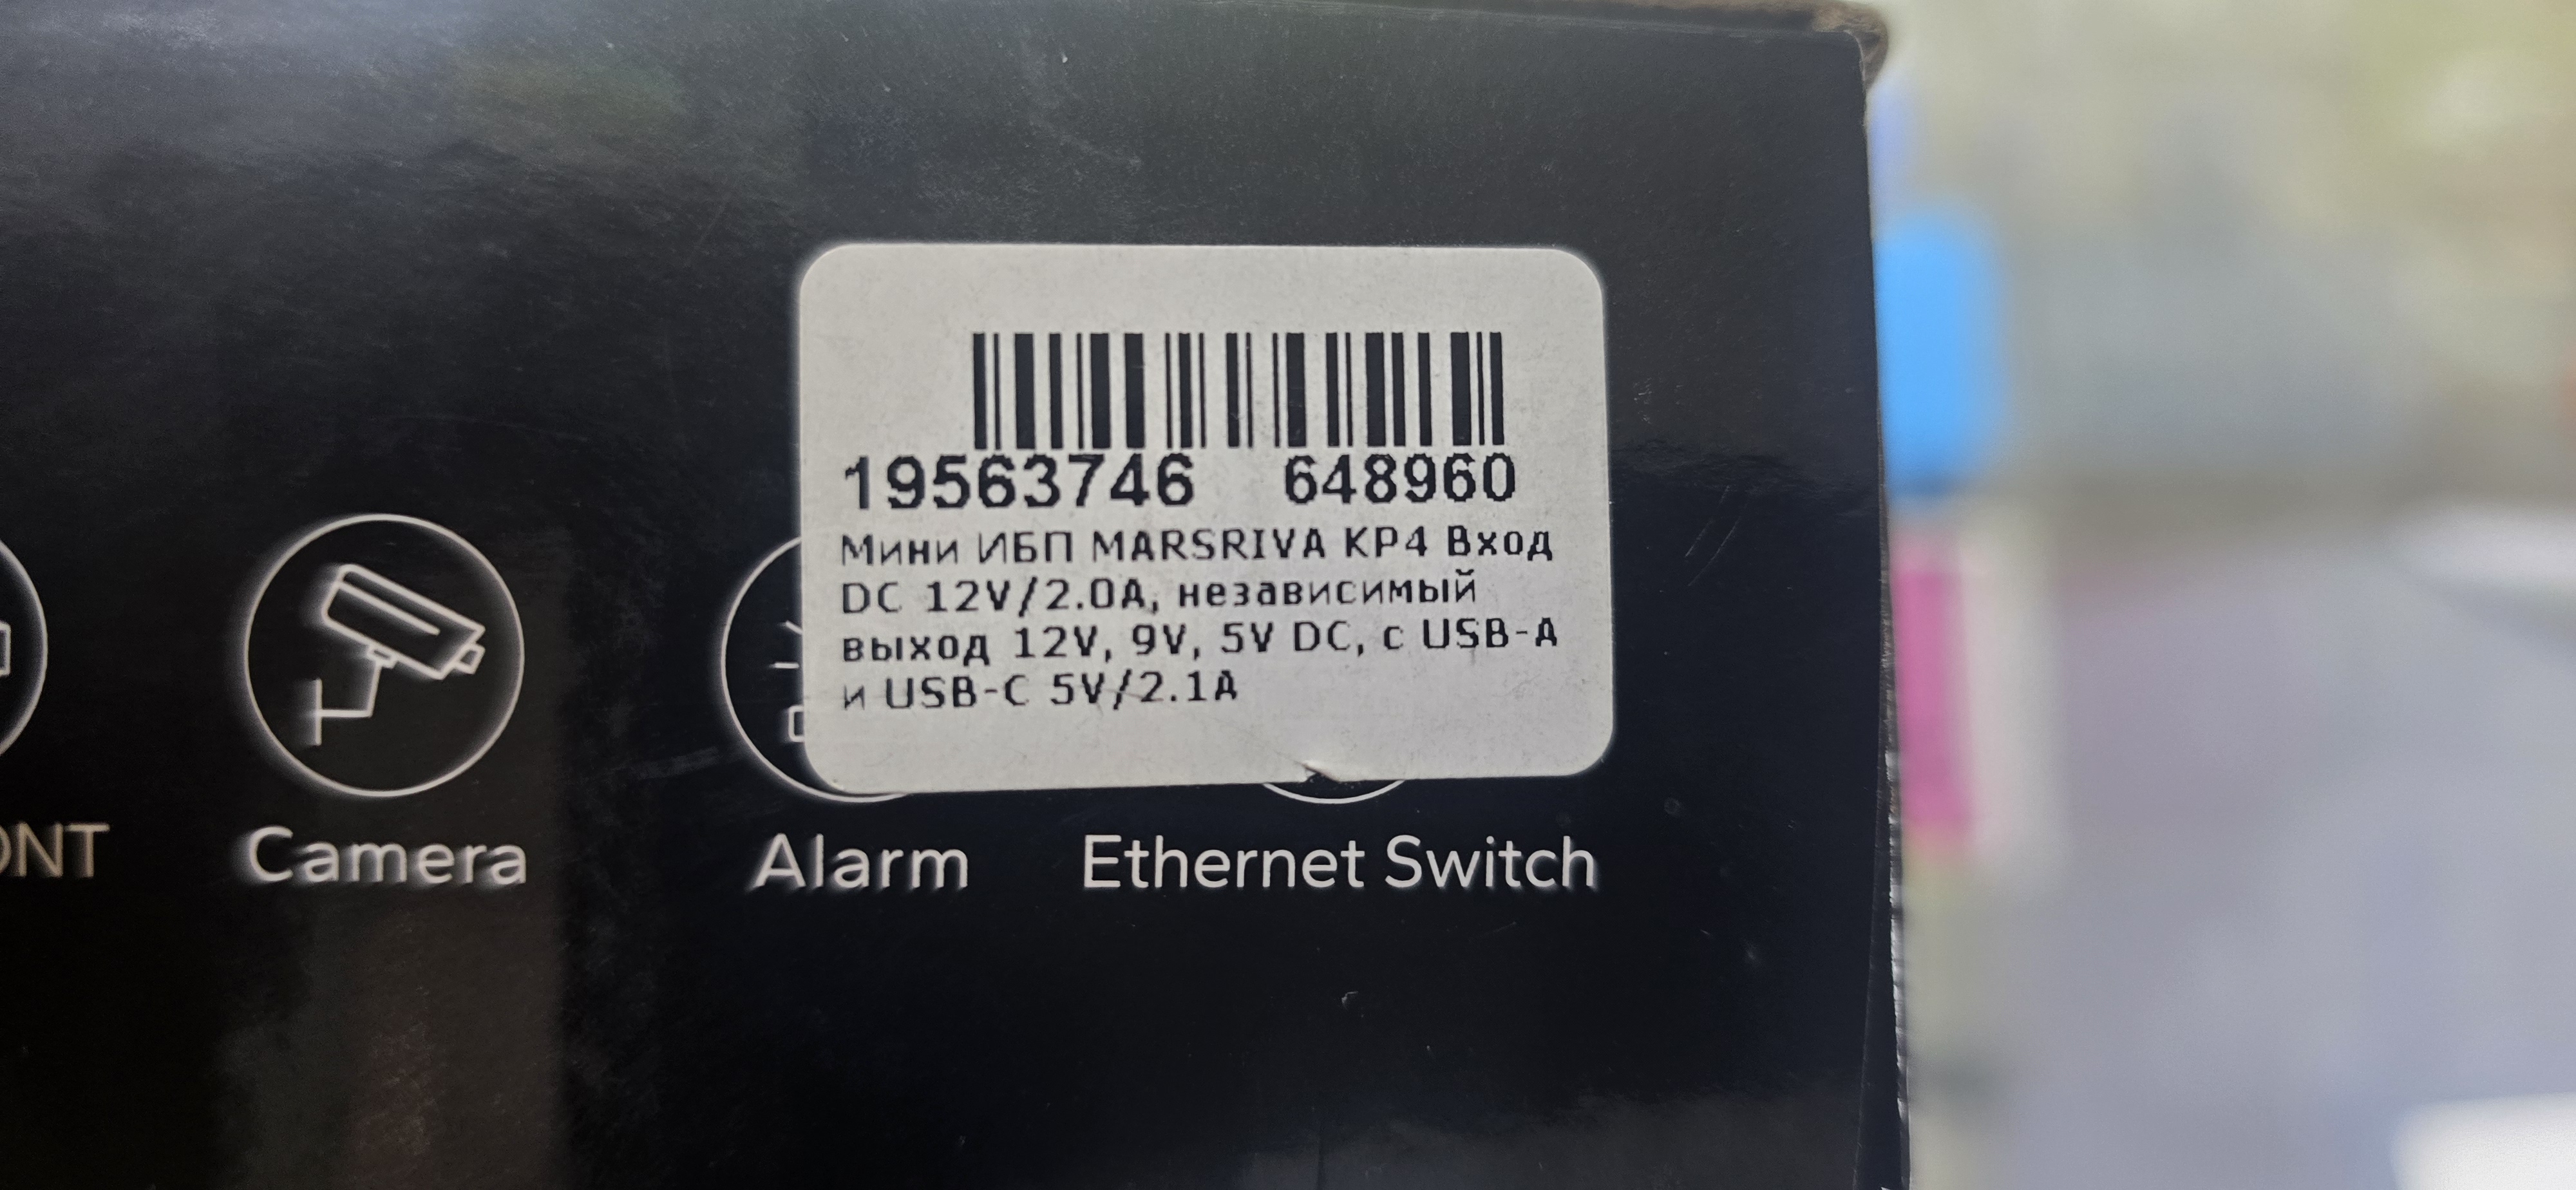 19563746 648960
Мини ИБП MARSRIVA KP4 Вход
DC 12V/2.0A, независимый
выход 12V, 9V, 5V DC, с USB-A
и USB-C 5V/2.1A
ONT
Camera
Alarm
Ethernet Switch